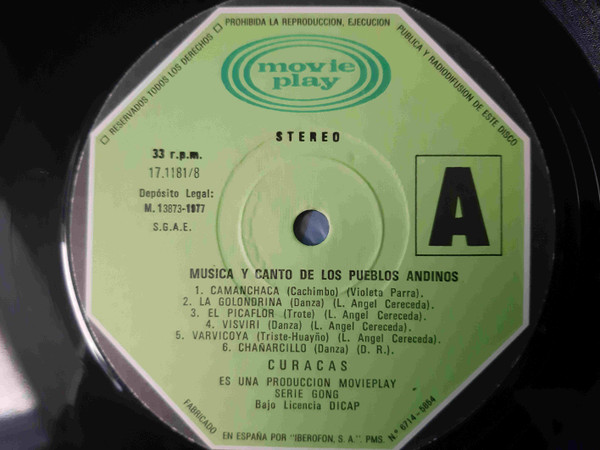 □ RESERVADOS TODOS LOS DERECHOS □ PROHIBIDA LA REPRODUCCION, EJECUCION
PUBLICA Y RADIODIFUSION DE ESTE DISCO
movie
play
STEREO
33 r.p.m.
17.1181/8
Depósito Legal:
M. 13873-1977
S.G.A.E.
A
MUSICA Y CANTO DE LOS PUEBLOS ANDINOS
1. CAMANCHACA (Cachimbo) (Violeta Parra).
2. LA GOLONDRINA (Danza) (L. Angel Cereceda).
3. EL PICAFLOR (Trote) (L. Angel Cereceda).
4. VISVIRI (Danza) (L. Angel Cereceda).
5. VARVICOYA (Triste-Huayño) (L. Angel Cereceda).
6. CHAÑARCILLO (Danza) (D. R.).
CURACAS
ES UNA PRODUCCION MOVIEPLAY
SERIE GONG
Bajo Licencia DICAP
FABRICADO EN ESPAÑA POR "IBEROFON, S. A." PMS. N.º 6714 - 5854